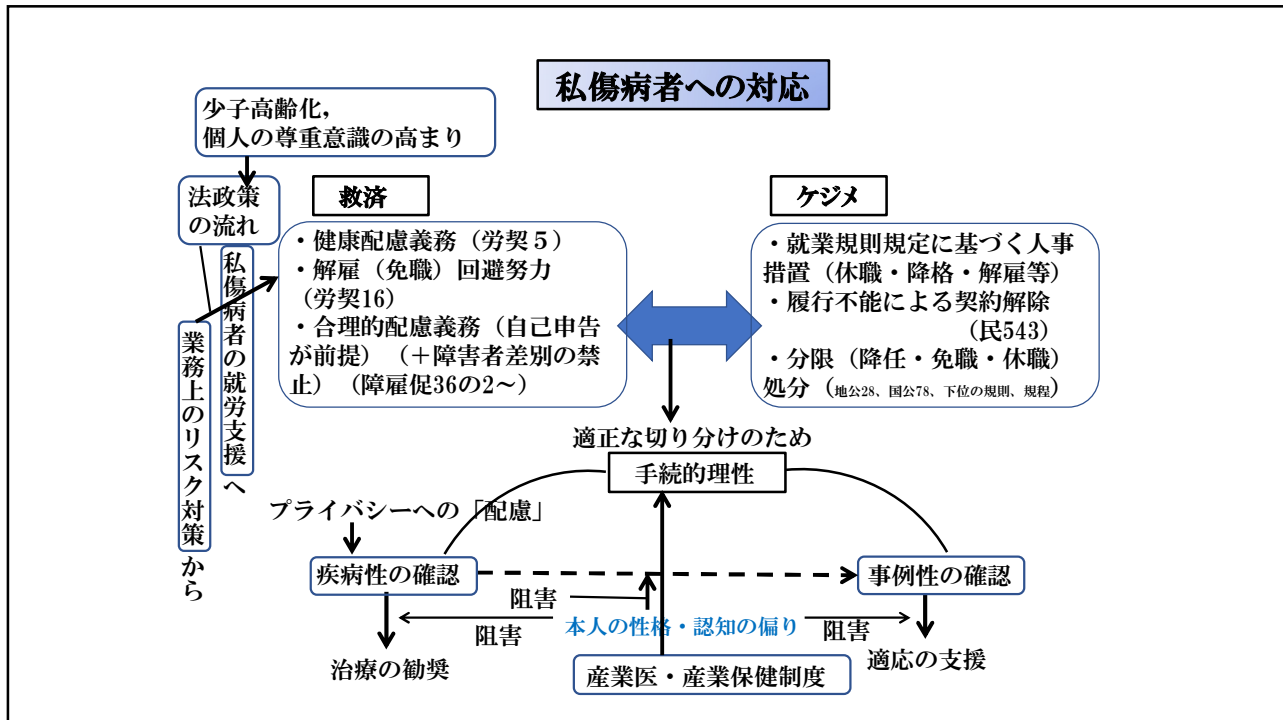 私傷病者への対応
少子高齢化,
個人の尊重意識の高まり
法政策
の流れ
業務上のリスク対策から
私傷病者の就労支援へ
救済
・健康配慮義務（労契５）
・解雇（免職）回避努力
（労契16）
・合理的配慮義務（自己申告
が前提）（＋障害者差別の禁
止）（障雇促36の2～）
ケジメ
・就業規則規定に基づく人事
措置（休職・降格・解雇等）
・履行不能による契約解除
（民543）
・分限（降任・免職・休職）
処分（地公28、国公78、下位の規則、規程）
適正な切り分けのため
手続的理性
プライバシーへの「配慮」
疾病性の確認
事例性の確認
阻害
阻害
本人の性格・認知の偏り
阻害
治療の勧奨
適応の支援
産業医・産業保健制度